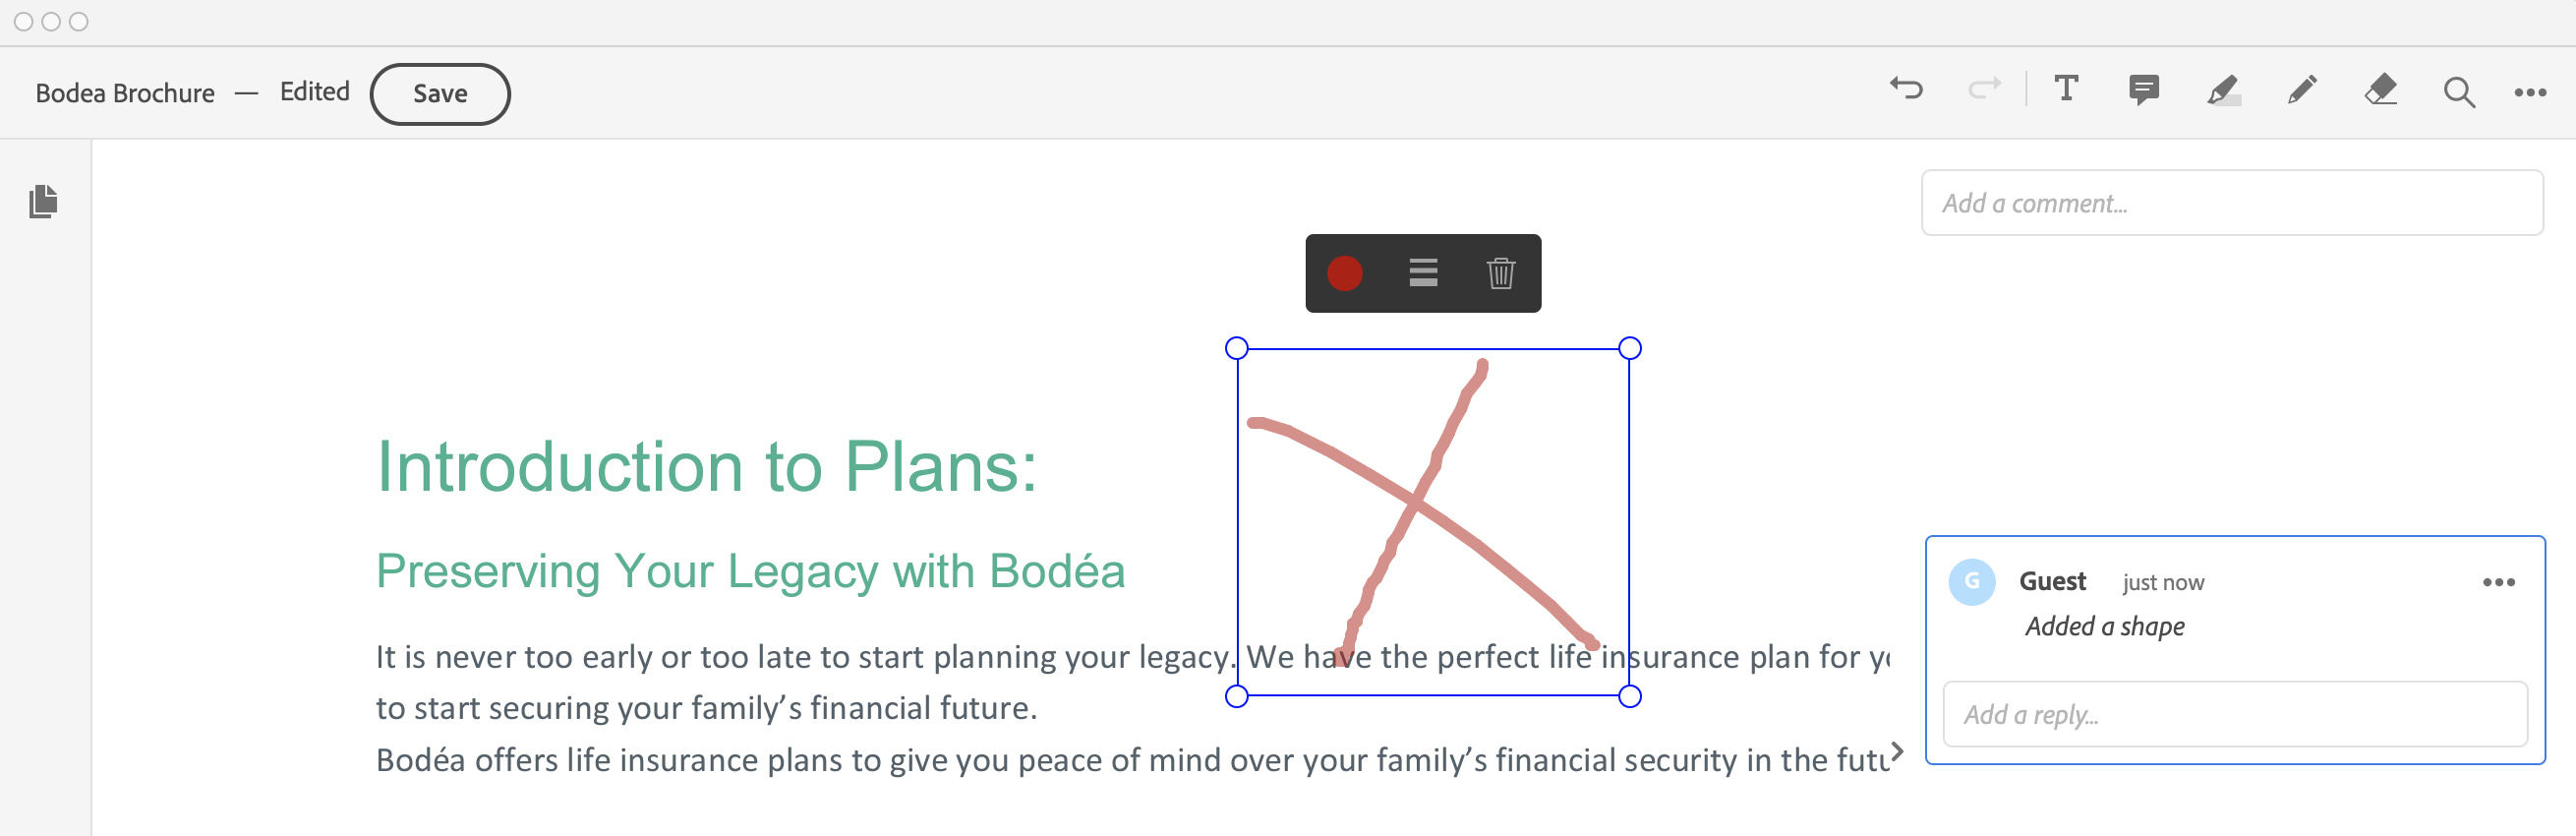 Bodea Brochure — Edited Save
Add a comment...
Introduction to Plans:
Preserving Your Legacy with Bodéa
It is never too early or too late to start planning your legacy. We have the perfect life insurance plan for
to start securing your family’s financial future.
Bodéa offers life insurance plans to give you peace of mind over your family’s financial security in the
G Guest just now
Added a shape
Add a reply...